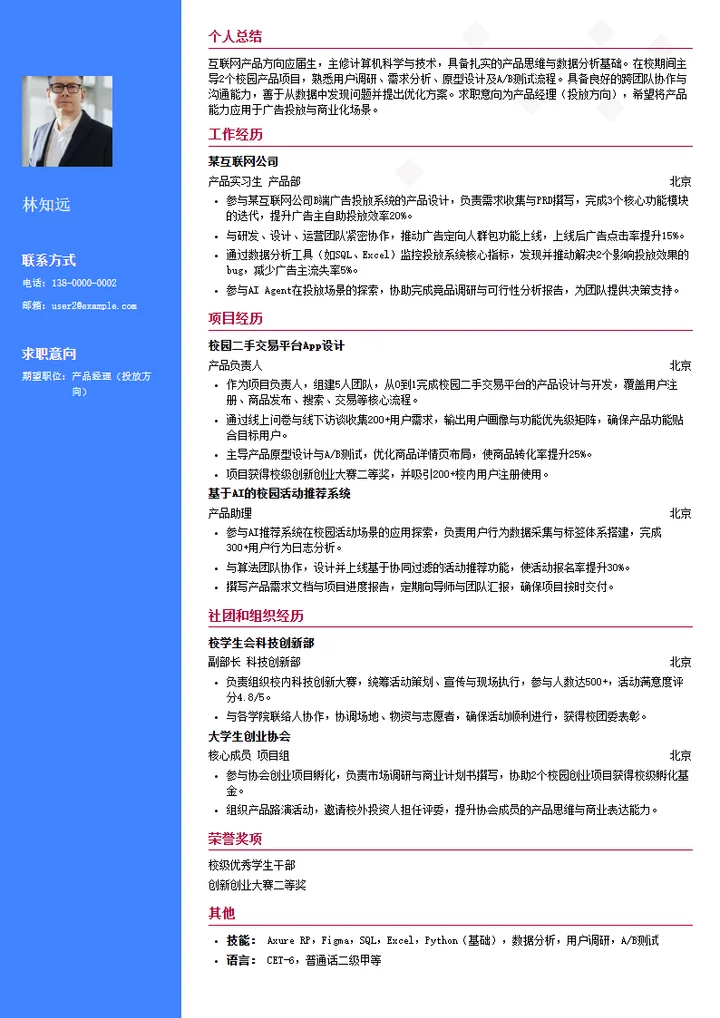 林知远
联系方式
电话：138-0000-0002
邮箱：user2@example.com
求职意向
期望职位：产品经理（投放方
向）
个人总结
互联网产品方向应届生，主修计算机科学与技术，具备扎实的产品思维与数据分析基础。在校期间主
导2个校园产品项目，熟悉用户调研、需求分析、原型设计及A/B测试流程。具备良好的跨团队协作与
沟通能力，善于从数据中发现问题并提出优化方案。求职意向为产品经理（投放方向），希望将产品
能力应用于广告投放与商业化场景。
工作经历
某互联网公司
产品实习生 产品部 北京
• 参与某互联网公司B端广告投放系统的产品设计，负责需求收集与PRD撰写，完成3个核心功能模块
的迭代，提升广告主自助投放效率20%。
• 与研发、设计、运营团队紧密协作，推动广告定向人群包功能上线，上线后广告点击率提升15%。
• 通过数据分析工具（如SQL、Excel）监控投放系统核心指标，发现并推动解决2个影响投放效果的
bug，减少广告主流失率5%。
• 参与AI Agent在投放场景的探索，协助完成竞品调研与可行性分析报告，为团队提供决策支持。
项目经历
校园二手交易平台App设计
产品负责人 北京
• 作为项目负责人，组建5人团队，从0到1完成校园二手交易平台的产品设计与开发，覆盖用户注
册、商品发布、搜索、交易等核心流程。
• 通过线上问卷与线下访谈收集200+用户需求，输出用户画像与功能优先级矩阵，确保产品功能贴
合目标用户。
• 主导产品原型设计与A/B测试，优化商品详情页布局，使商品转化率提升25%。
• 项目获得校级创新创业大赛二等奖，并吸引200+校内用户注册使用。
基于AI的校园活动推荐系统
产品助理 北京
• 参与AI推荐系统在校园活动场景的应用探索，负责用户行为数据采集与标签体系搭建，完成
300+用户行为日志分析。
• 与算法团队协作，设计并上线基于协同过滤的活动推荐功能，使活动报名率提升30%。
• 撰写产品需求文档与项目进度报告，定期向导师与团队汇报，确保项目按时交付。
社团和组织经历
校学生会科技创新部
副部长 科技创新部 北京
• 负责组织校内科技创新大赛，统筹活动策划、宣传与现场执行，参与人数达500+，活动满意度评
分4.8/5。
• 与各学院联络人协作，协调场地、物资与志愿者，确保活动顺利进行，获得校团委表彰。
大学生创业协会
核心成员 项目组 北京
• 参与协会创业项目孵化，负责市场调研与商业计划书撰写，协助2个校园创业项目获得校级孵化基
金。
• 组织产品路演活动，邀请校外投资人担任评委，提升协会成员的产品思维与商业表达能力。
荣誉奖项
校级优秀学生干部
创新创业大赛二等奖
其他
• 技能： Axure RP，Figma，SQL，Excel，Python（基础），数据分析，用户调研，A/B测试
• 语言： CET-6，普通话二级甲等